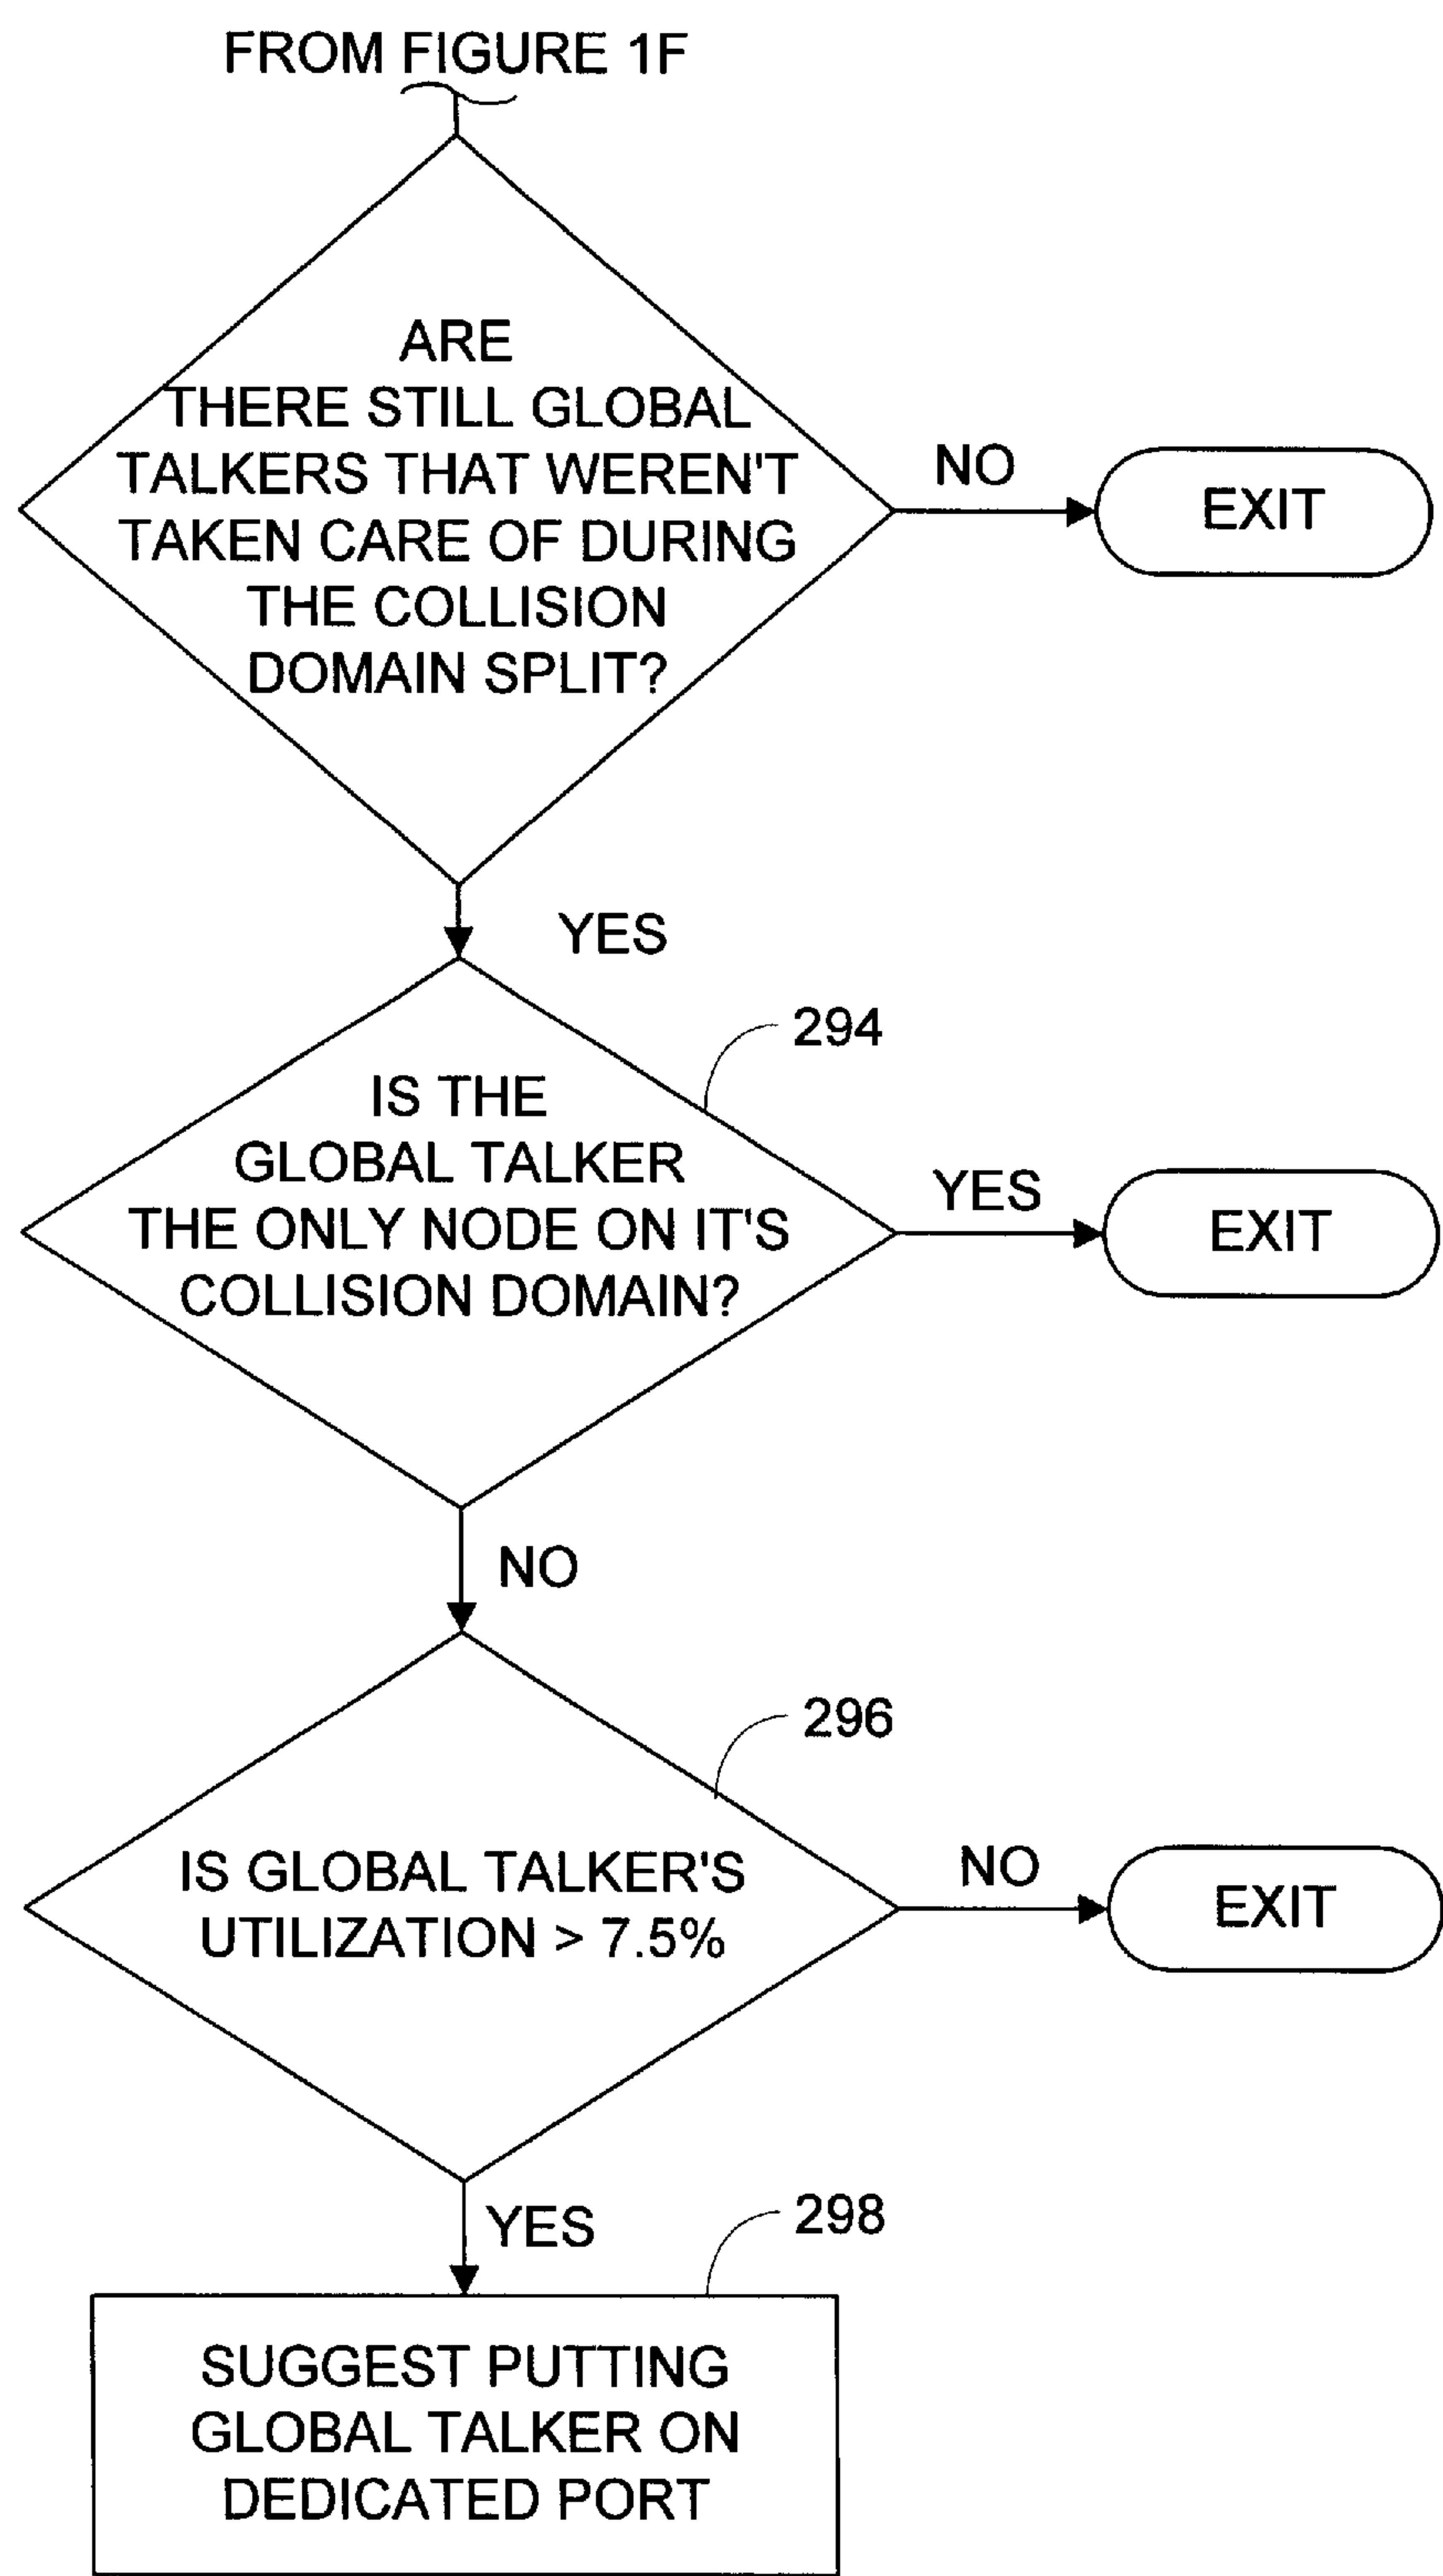 FROM FIGURE 1F
ARE
THERE STILL GLOBAL
TALKERS THAT WEREN'T
TAKEN CARE OF DURING
THE COLLISION
DOMAIN SPLIT?
NO
EXIT
YES
294
IS THE
GLOBAL TALKER
THE ONLY NODE ON IT'S
COLLISION DOMAIN?
YES
EXIT
NO
296
IS GLOBAL TALKER'S
UTILIZATION > 7.5%
NO
EXIT
YES
298
SUGGEST PUTTING
GLOBAL TALKER ON
DEDICATED PORT